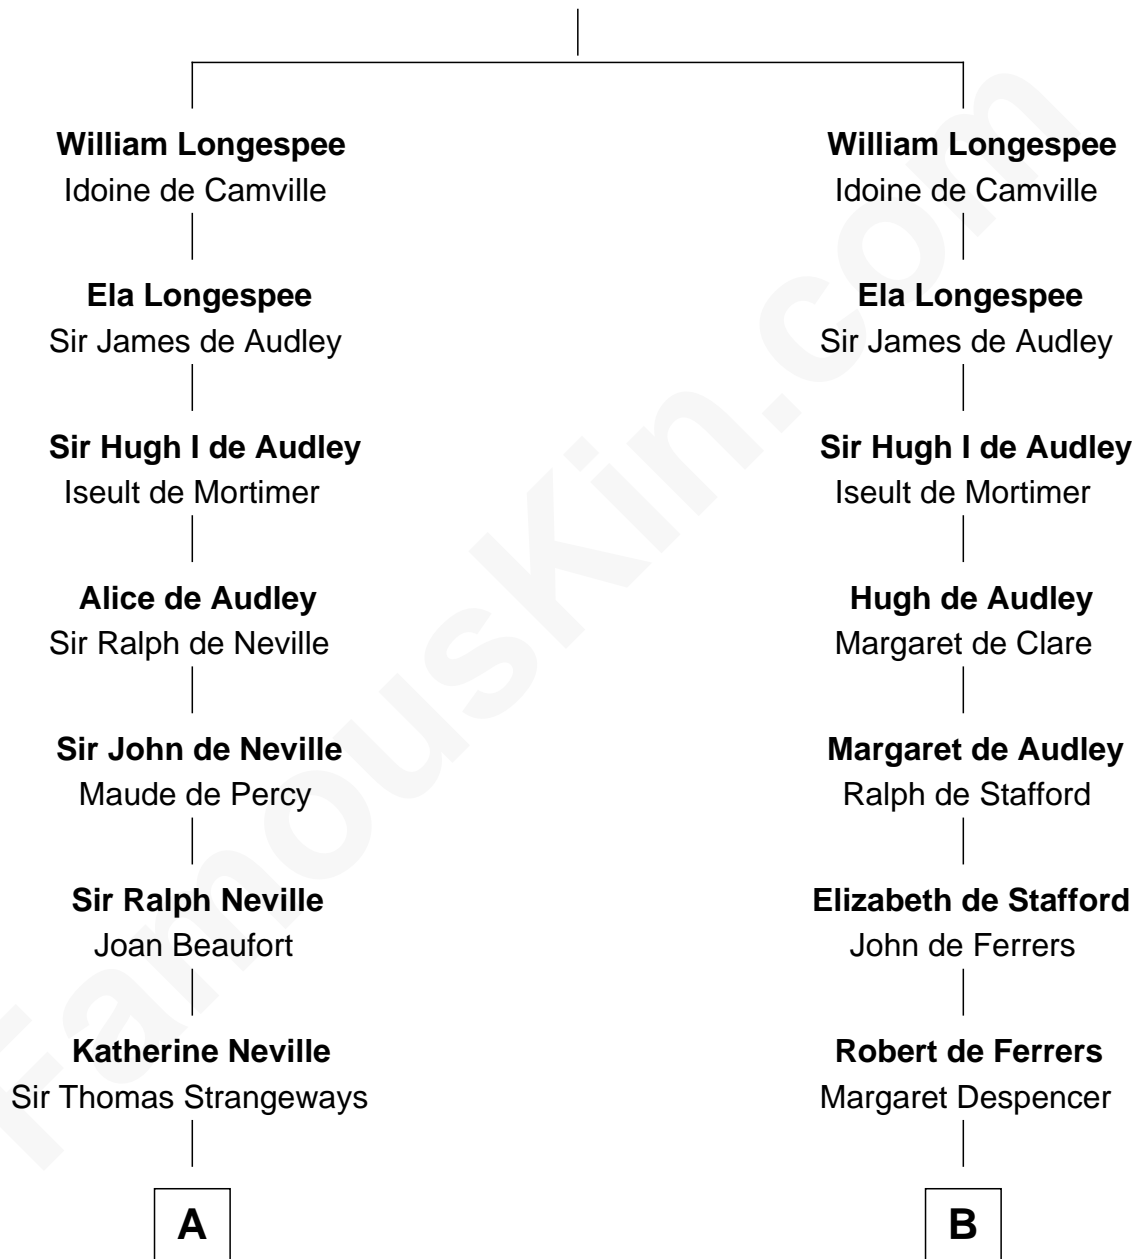 William Longespee
Idoine de Camville
Ela Longespee
Sir James de Audley
Sir Hugh I de Audley
Iseult de Mortimer
Alice de Audley
Sir Ralph de Neville
Sir John de Neville
Maude de Percy
Sir Ralph Neville
Joan Beaufort
Katherine Neville
Sir Thomas Strangeways
A
William Longespee
Idoine de Camville
Ela Longespee
Sir James de Audley
Sir Hugh I de Audley
Iseult de Mortimer
Hugh de Audley
Margaret de Clare
Margaret de Audley
Ralph de Stafford
Elizabeth de Stafford
John de Ferrers
Robert de Ferrers
Margaret Despencer
B
FamousKin.com